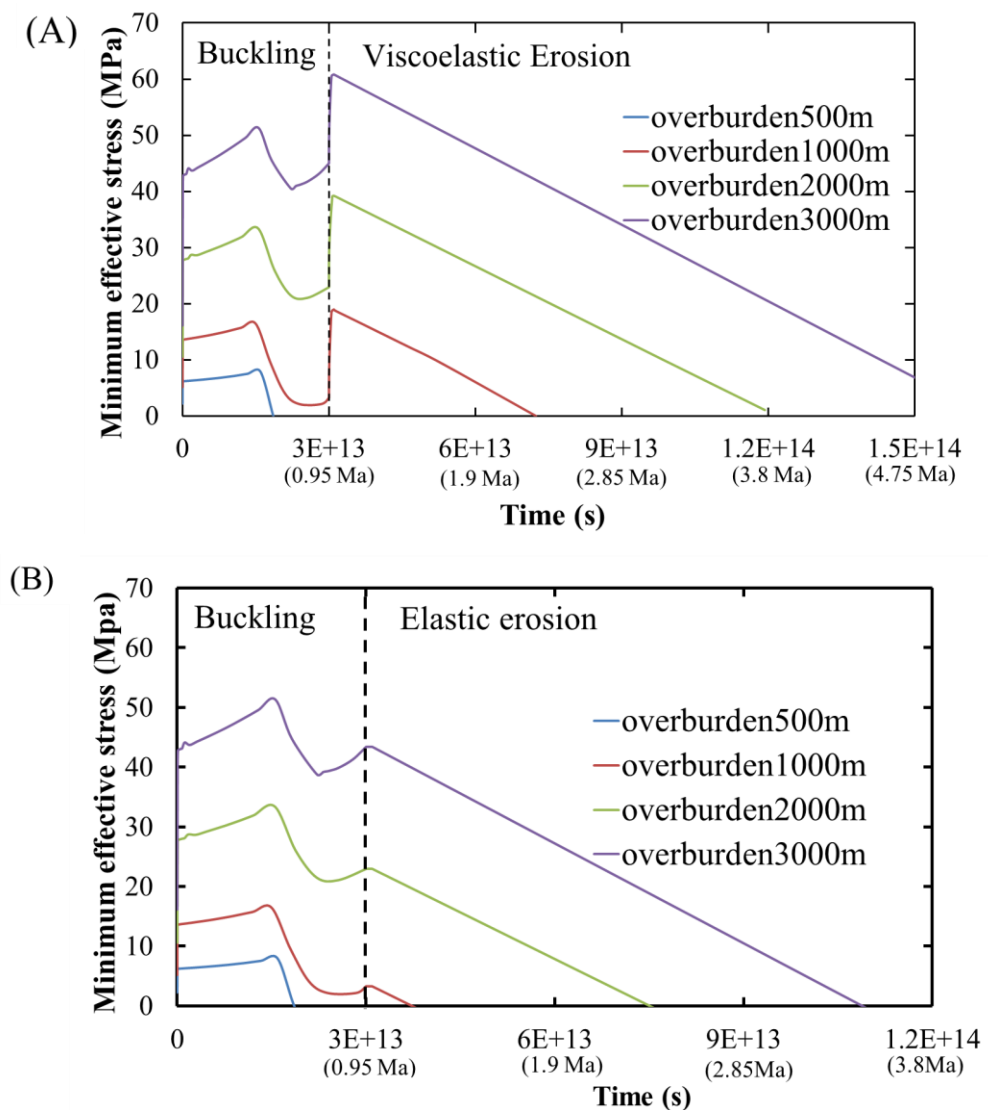 (A)
70
60
50
40
30
20
10
0
Minimum effective stress (MPa)
Buckling
Viscoelastic Erosion
overburden500m
overburden1000m
overburden2000m
overburden3000m
0 3E+13 6E+13 9E+13 1.2E+14 1.5E+14
(0.95 Ma) (1.9 Ma) (2.85 Ma) (3.8 Ma) (4.75 Ma)
Time (s)
(B)
70
60
50
40
30
20
10
0
Minimum effective stress (Mpa)
Buckling
Elastic erosion
overburden500m
overburden1000m
overburden2000m
overburden3000m
0 3E+13 6E+13 9E+13 1.2E+14
(0.95 Ma) (1.9 Ma) (2.85Ma) (3.8Ma)
Time (s)